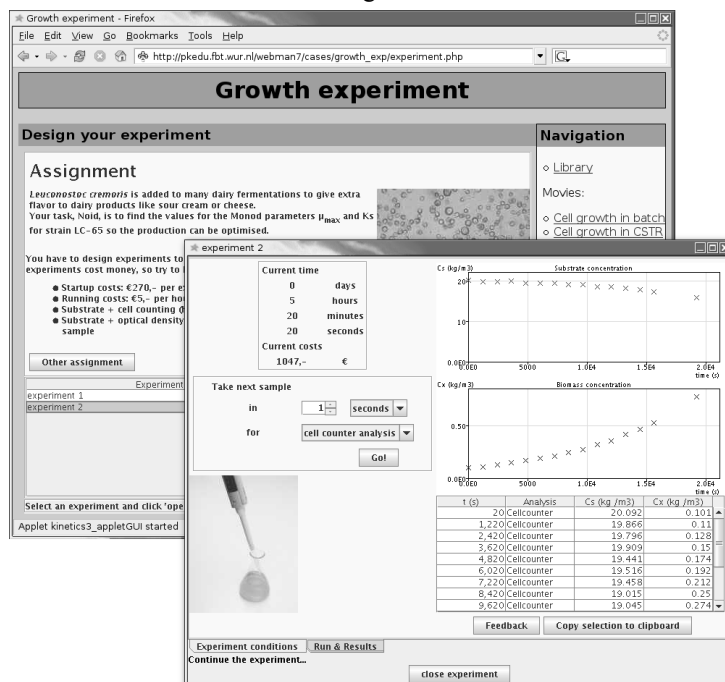 Growth experiment - Firefox
File Edit View Go Bookmarks Tools Help
http://pkedu.fbt.wur.nl/webman7/cases/growth_exp/experiment.php
G
Growth experiment
Design your experiment
Assignment
Leuconostoc cremoris is added to many dairy fermentations to give extra
flavor to dairy products like sour cream or cheese.
Your task, Noid, is to find the values for the Monod parameters μmax and Ks
for strain LC-65 so the production can be optimised.
You have to design experiments to
experiments cost money, so try to
Startup costs: €270,- per e
Running costs: €5,- per ho
Substrate + cell counting (
Substrate + optical density
sample
Other assignment
Experiment
experiment 1
experiment 2
Select an experiment and click 'ope
Applet kinetics3_appletGUI started
Navigation
Library
Movies:
Cell growth in batch
Cell growth in CSTR
experiment 2
Current time
0 days
5 hours
20 minutes
20 seconds
Current costs
1047,- €
Take next sample
in 1 seconds
for cell counter analysis
Go!
Cs (kg/m3) Substrate concentration
20
10
0.0E0
0.0E0 5000 1.0E4 1.5E4 2.0E4
time (s)
Cx (kg/m3) Biomass concentration
0.50
0.0E0
0.0E0 5000 1.0E4 1.5E4 2.0E4
time (s)
t (s) Analysis Cs (kg /m3) Cx (kg /m3)
20 Cellcounter 20.092 0.101
1,220 Cellcounter 19.866 0.11
2,420 Cellcounter 19.796 0.128
3,620 Cellcounter 19.909 0.15
4,820 Cellcounter 19.441 0.174
6,020 Cellcounter 19.516 0.192
7,220 Cellcounter 19.458 0.212
8,420 Cellcounter 19.015 0.25
9,620 Cellcounter 19.045 0.274
Feedback Copy selection to clipboard
Experiment conditions Run & Results
Continue the experiment...
close experiment